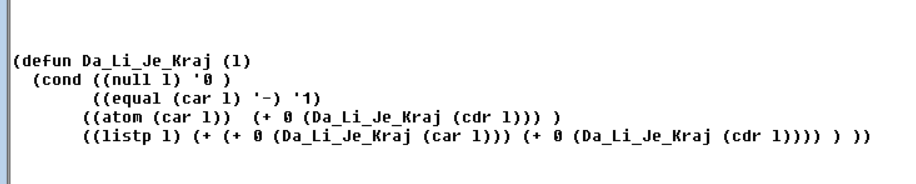 (defun Da_Li_Je_Kraj (l)
(cond ((null l) '0 )
((equal (car l) '-) '1)
((atom (car l)) (+ 0 (Da_Li_Je_Kraj (cdr l))) )
((listp l) (+ (+ 0 (Da_Li_Je_Kraj (car l))) (+ 0 (Da_Li_Je_Kraj (cdr l)))) ) ))